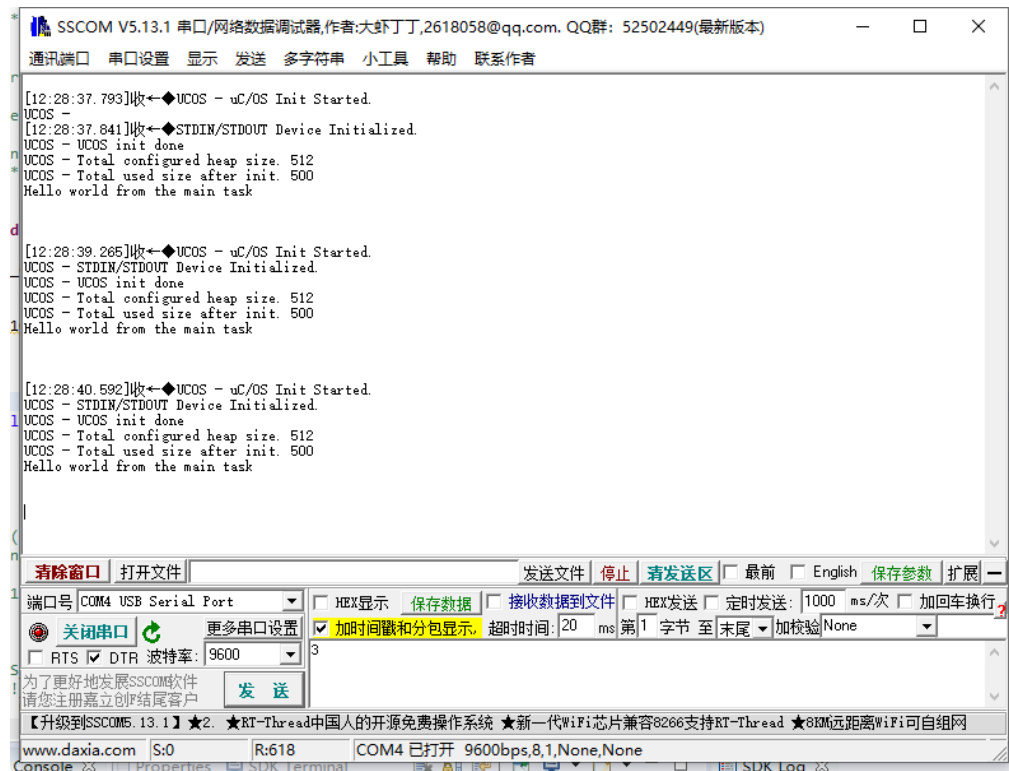 SSCOM V5.13.1 串口/网络数据调试器,作者:大虾丁丁,2618058@qq.com. QQ群: 52502449(最新版本)
通讯端口 串口设置 显示 发送 多字符串 小工具 帮助 联系作者
[12:28:37.793]收←◆UCOS - uC/OS Init Started.
UCOS -
[12:28:37.841]收←◆STDIN/STDOUT Device Initialized.
UCOS - UCOS init done
UCOS - Total configured heap size. 512
UCOS - Total used size after init. 500
Hello world from the main task
[12:28:39.265]收←◆UCOS - uC/OS Init Started.
UCOS - STDIN/STDOUT Device Initialized.
UCOS - UCOS init done
UCOS - Total configured heap size. 512
UCOS - Total used size after init. 500
Hello world from the main task
[12:28:40.592]收←◆UCOS - uC/OS Init Started.
UCOS - STDIN/STDOUT Device Initialized.
UCOS - UCOS init done
UCOS - Total configured heap size. 512
UCOS - Total used size after init. 500
Hello world from the main task
清除窗口 打开文件 发送文件 停止 清发送区 最前 English 保存参数 扩展 —
端口号 COM4 USB Serial Port HEX显示 保存数据 接收数据到文件 HEX发送 定时发送: 1000 ms/次 加回车换行
关闭串口 更多串口设置 加时间戳和分包显示, 超时时间: 20 ms 第1 字节 至 末尾 加校验 None
RTS DTR 波特率: 9600 3
为了更好地发展SSCOM软件
请您注册嘉立创F结尾客户
发 送
【升级到SSCOM5.13.1】★2. ★RT-Thread中国人的开源免费操作系统 ★新一代WiFi芯片兼容8266支持RT-Thread ★8KM远距离WiFi可自组网
www.daxia.com S:0 R:618 COM4 已打开 9600bps,8,1,None,None
Console Properties SDK Terminal SDK Log